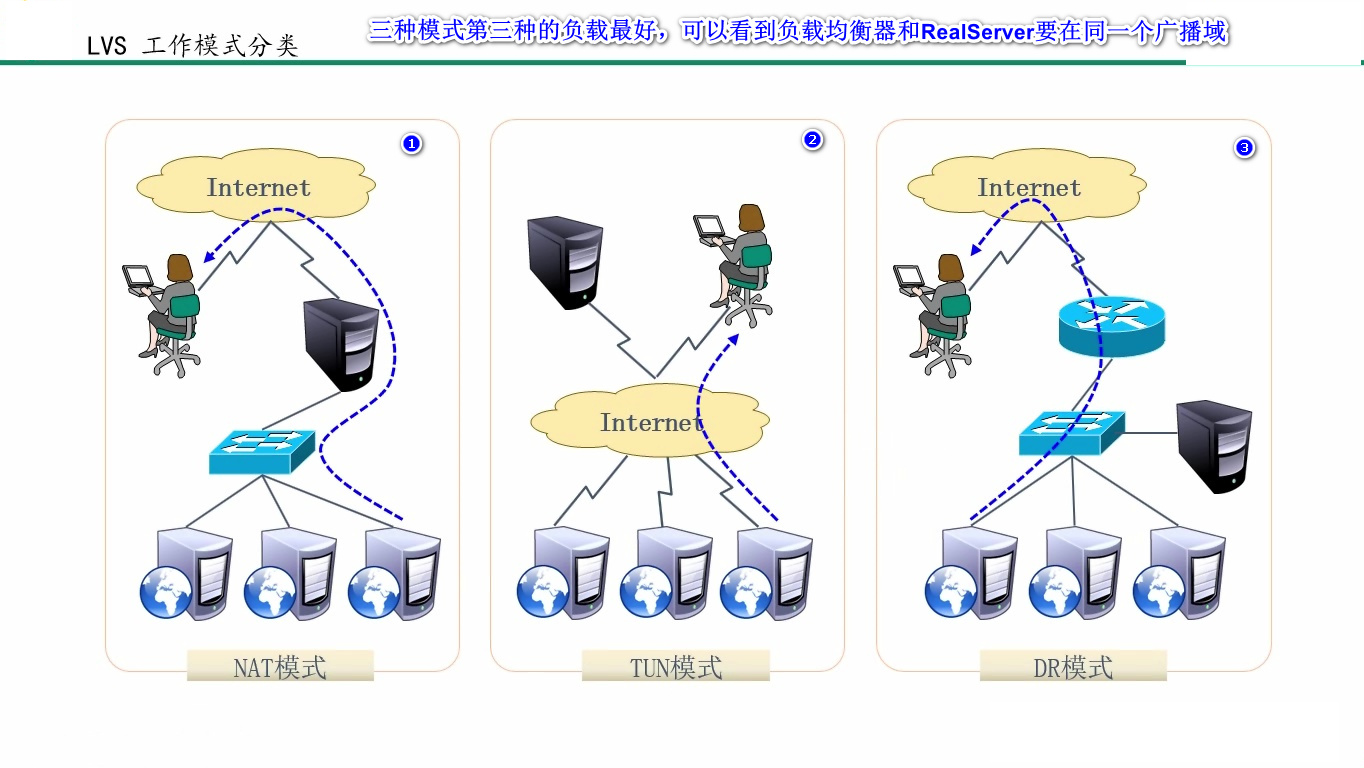 LVS 工作模式分类
三种模式第三种的负载最好，可以看到负载均衡器和RealServer要在同一个广播域
1
Internet
NAT模式
2
Internet
TUN模式
3
Internet
DR模式